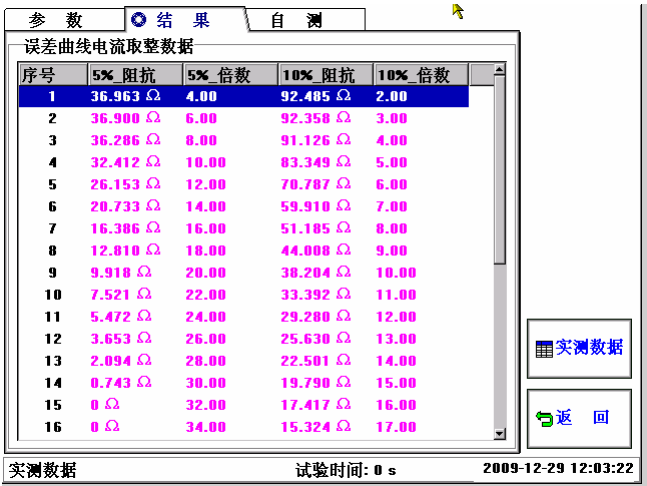 参 数 结 果 自 测
误差曲线电流取整数据
序号 5%_阻抗 5%_倍数 10%_阻抗 10%_倍数
1 36.963 Ω 4.00 92.485 Ω 2.00
2 36.900 Ω 6.00 92.358 Ω 3.00
3 36.286 Ω 8.00 91.126 Ω 4.00
4 32.412 Ω 10.00 83.349 Ω 5.00
5 26.153 Ω 12.00 70.787 Ω 6.00
6 20.733 Ω 14.00 59.910 Ω 7.00
7 16.386 Ω 16.00 51.185 Ω 8.00
8 12.810 Ω 18.00 44.008 Ω 9.00
9 9.918 Ω 20.00 38.204 Ω 10.00
10 7.521 Ω 22.00 33.392 Ω 11.00
11 5.472 Ω 24.00 29.280 Ω 12.00
12 3.653 Ω 26.00 25.630 Ω 13.00
13 2.094 Ω 28.00 22.501 Ω 14.00
14 0.743 Ω 30.00 19.790 Ω 15.00
15 0 Ω 32.00 17.417 Ω 16.00
16 0 Ω 34.00 15.324 Ω 17.00
实测数据
返 回
实测数据 试验时间: 0 s 2009-12-29 12:03:22